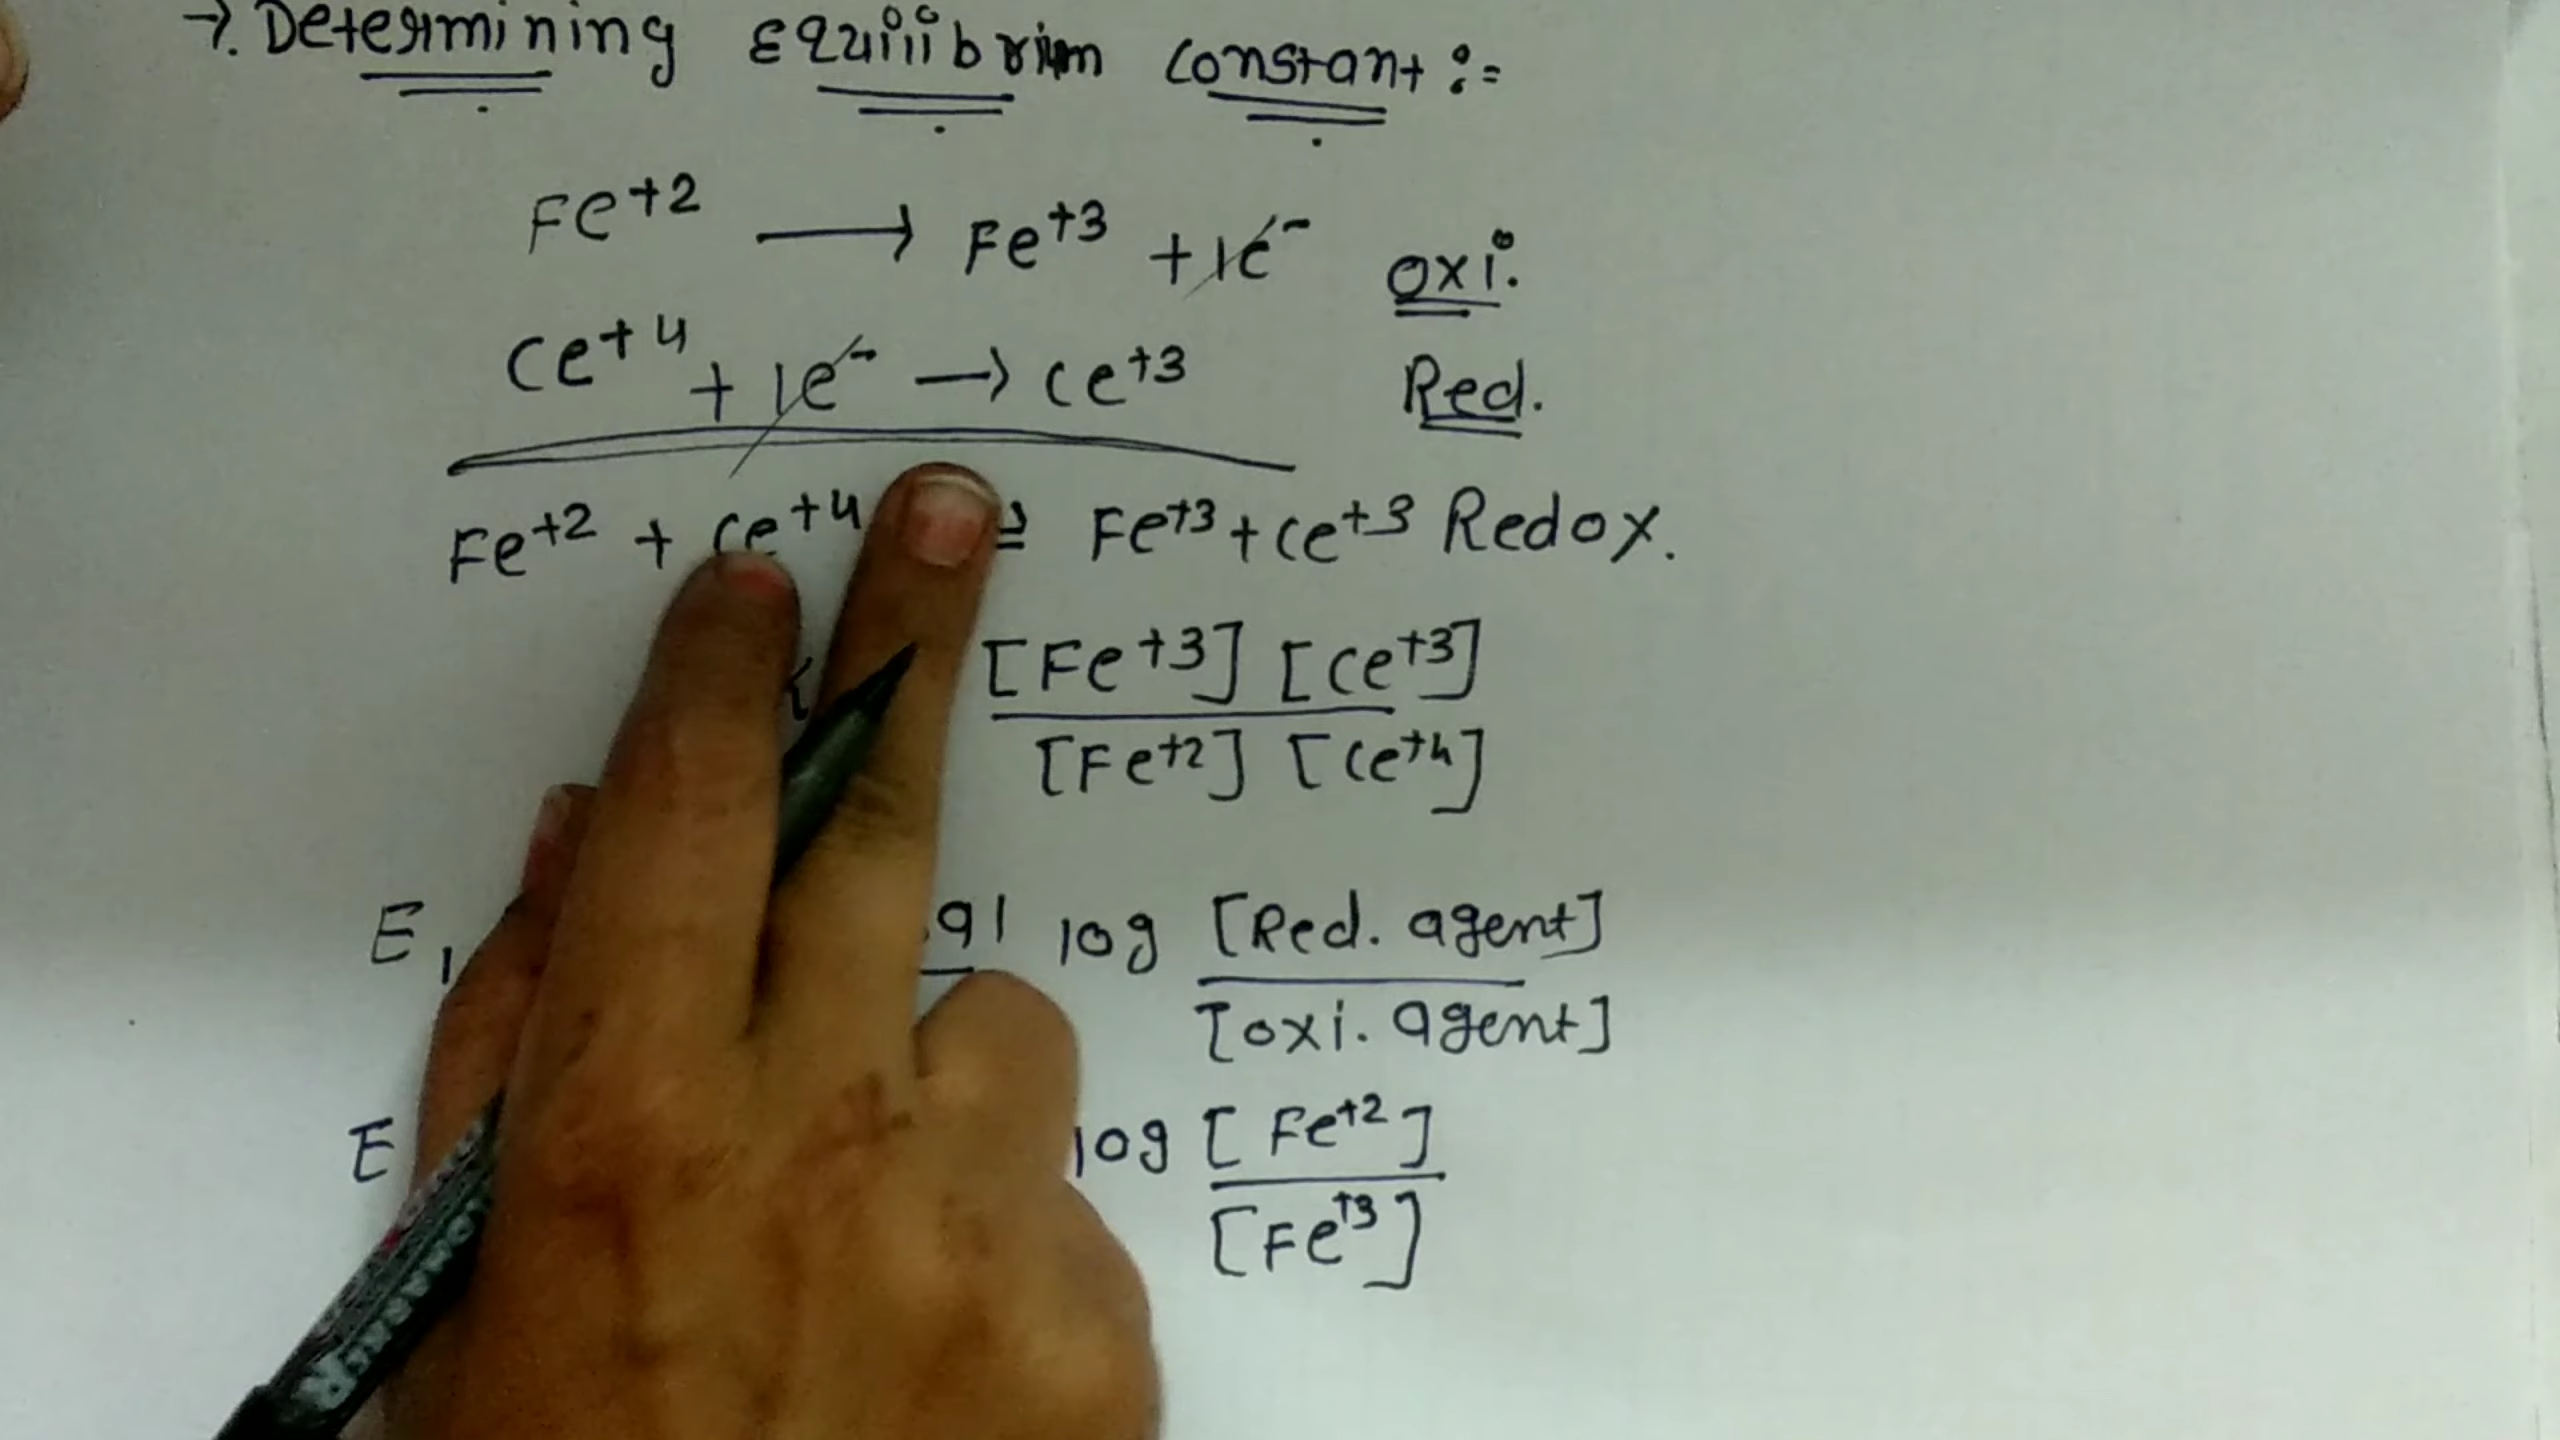 →. Determining Equiiibrim constant :=
Fe+2 → Fe+3 + 1e- oxi.
Ce+4 + 1e- → Ce+3 Red.
Fe+2 + Ce+4 ⇌ Fe+3 + Ce+3 Redox.
[Fe+3] [Ce+3]
[Fe+2] [Ce+4]
E1 .91 log [Red. agent]
[oxi. agent]
E log [Fe+2]
[Fe+3]